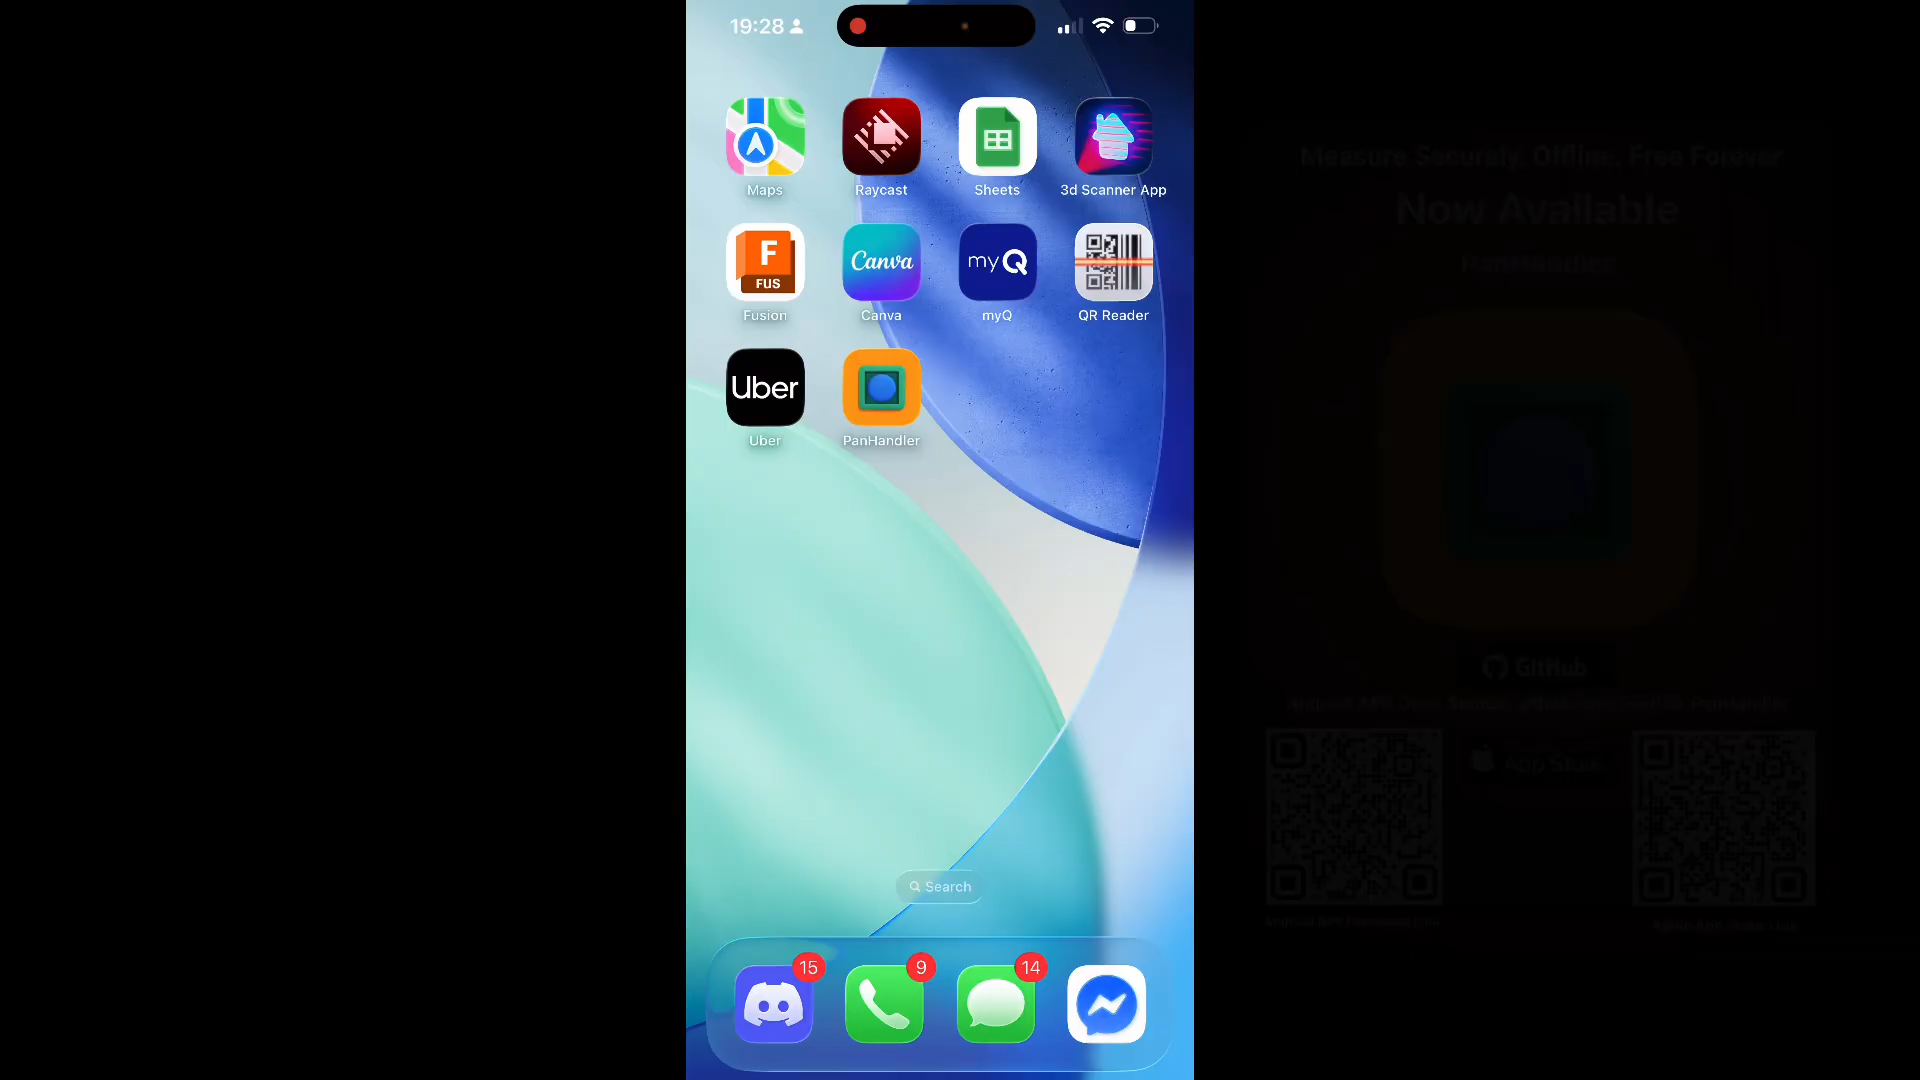 19:28
Maps
Raycast
Sheets
3d Scanner App
F
FUS
Canva
myQ
Fusion
Canva
myQ
QR Reader
Uber
Uber
PanHandler
Search
15
9
14
Measure Securely, Offline, Free Forever
Now Available
PanHandler
GitHub
App Store